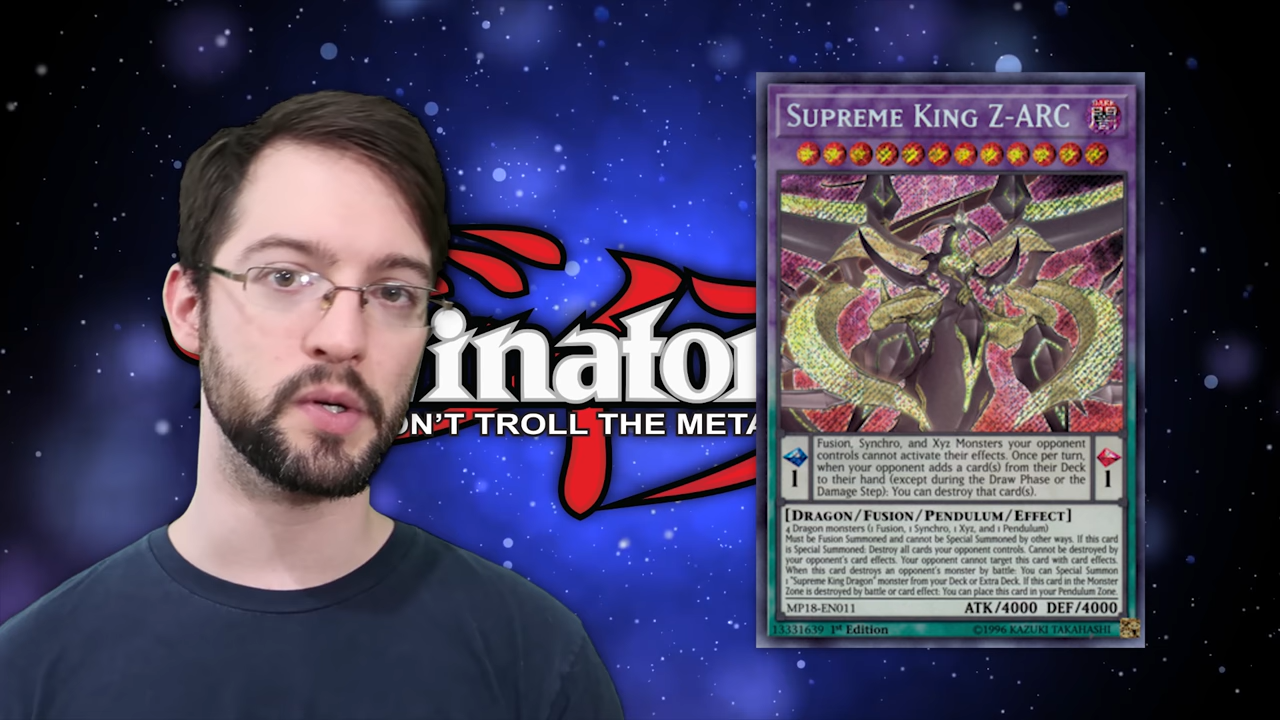 inator
ON'T TROLL THE META
SUPREME KING Z-ARC
DARK
闇
Fusion, Synchro, and Xyz Monsters your opponent
controls cannot activate their effects. Once per turn,
when your opponent adds a card(s) from their Deck
to their hand (except during the Draw Phase or the
Damage Step): You can destroy that card(s).
1
1
[DRAGON/FUSION/PENDULUM/EFFECT]
4 Dragon monsters (1 Fusion, 1 Synchro, 1 Xyz, and 1 Pendulum)
Must be Fusion Summoned and cannot be Special Summoned by other ways. If this card
is Special Summoned: Destroy all cards your opponent controls. Cannot be destroyed by
your opponent's card effects. Your opponent cannot target this card with card effects.
When this card destroys an opponent's monster by battle: You can Special Summon
1 "Supreme King Dragon" monster from your Deck or Extra Deck. If this card in the Monster
Zone is destroyed by battle or card effect: You can place this card in your Pendulum Zone.
MP18-EN011 ATK/4000 DEF/4000
13331639 1st Edition ©1996 KAZUKI TAKAHASHI